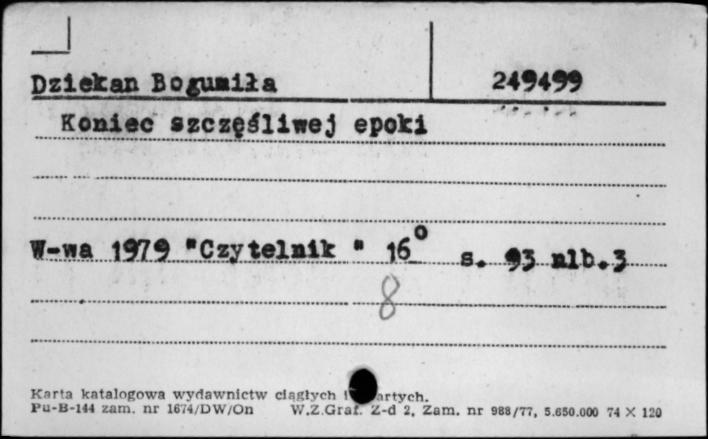 Dziekan Bogumiła 249499
Koniec szczęśliwej epoki
W-wa 1979 "Czytelnik " 16° s. 93 nlb.3
8
Karta katalogowa wydawnictw ciągłych i artych.
Pu-B-144 zam. nr 1674/DW/On W.Z.Graf. Z-d 2, Zam. nr 988/77, 5.650.000 74 X 120